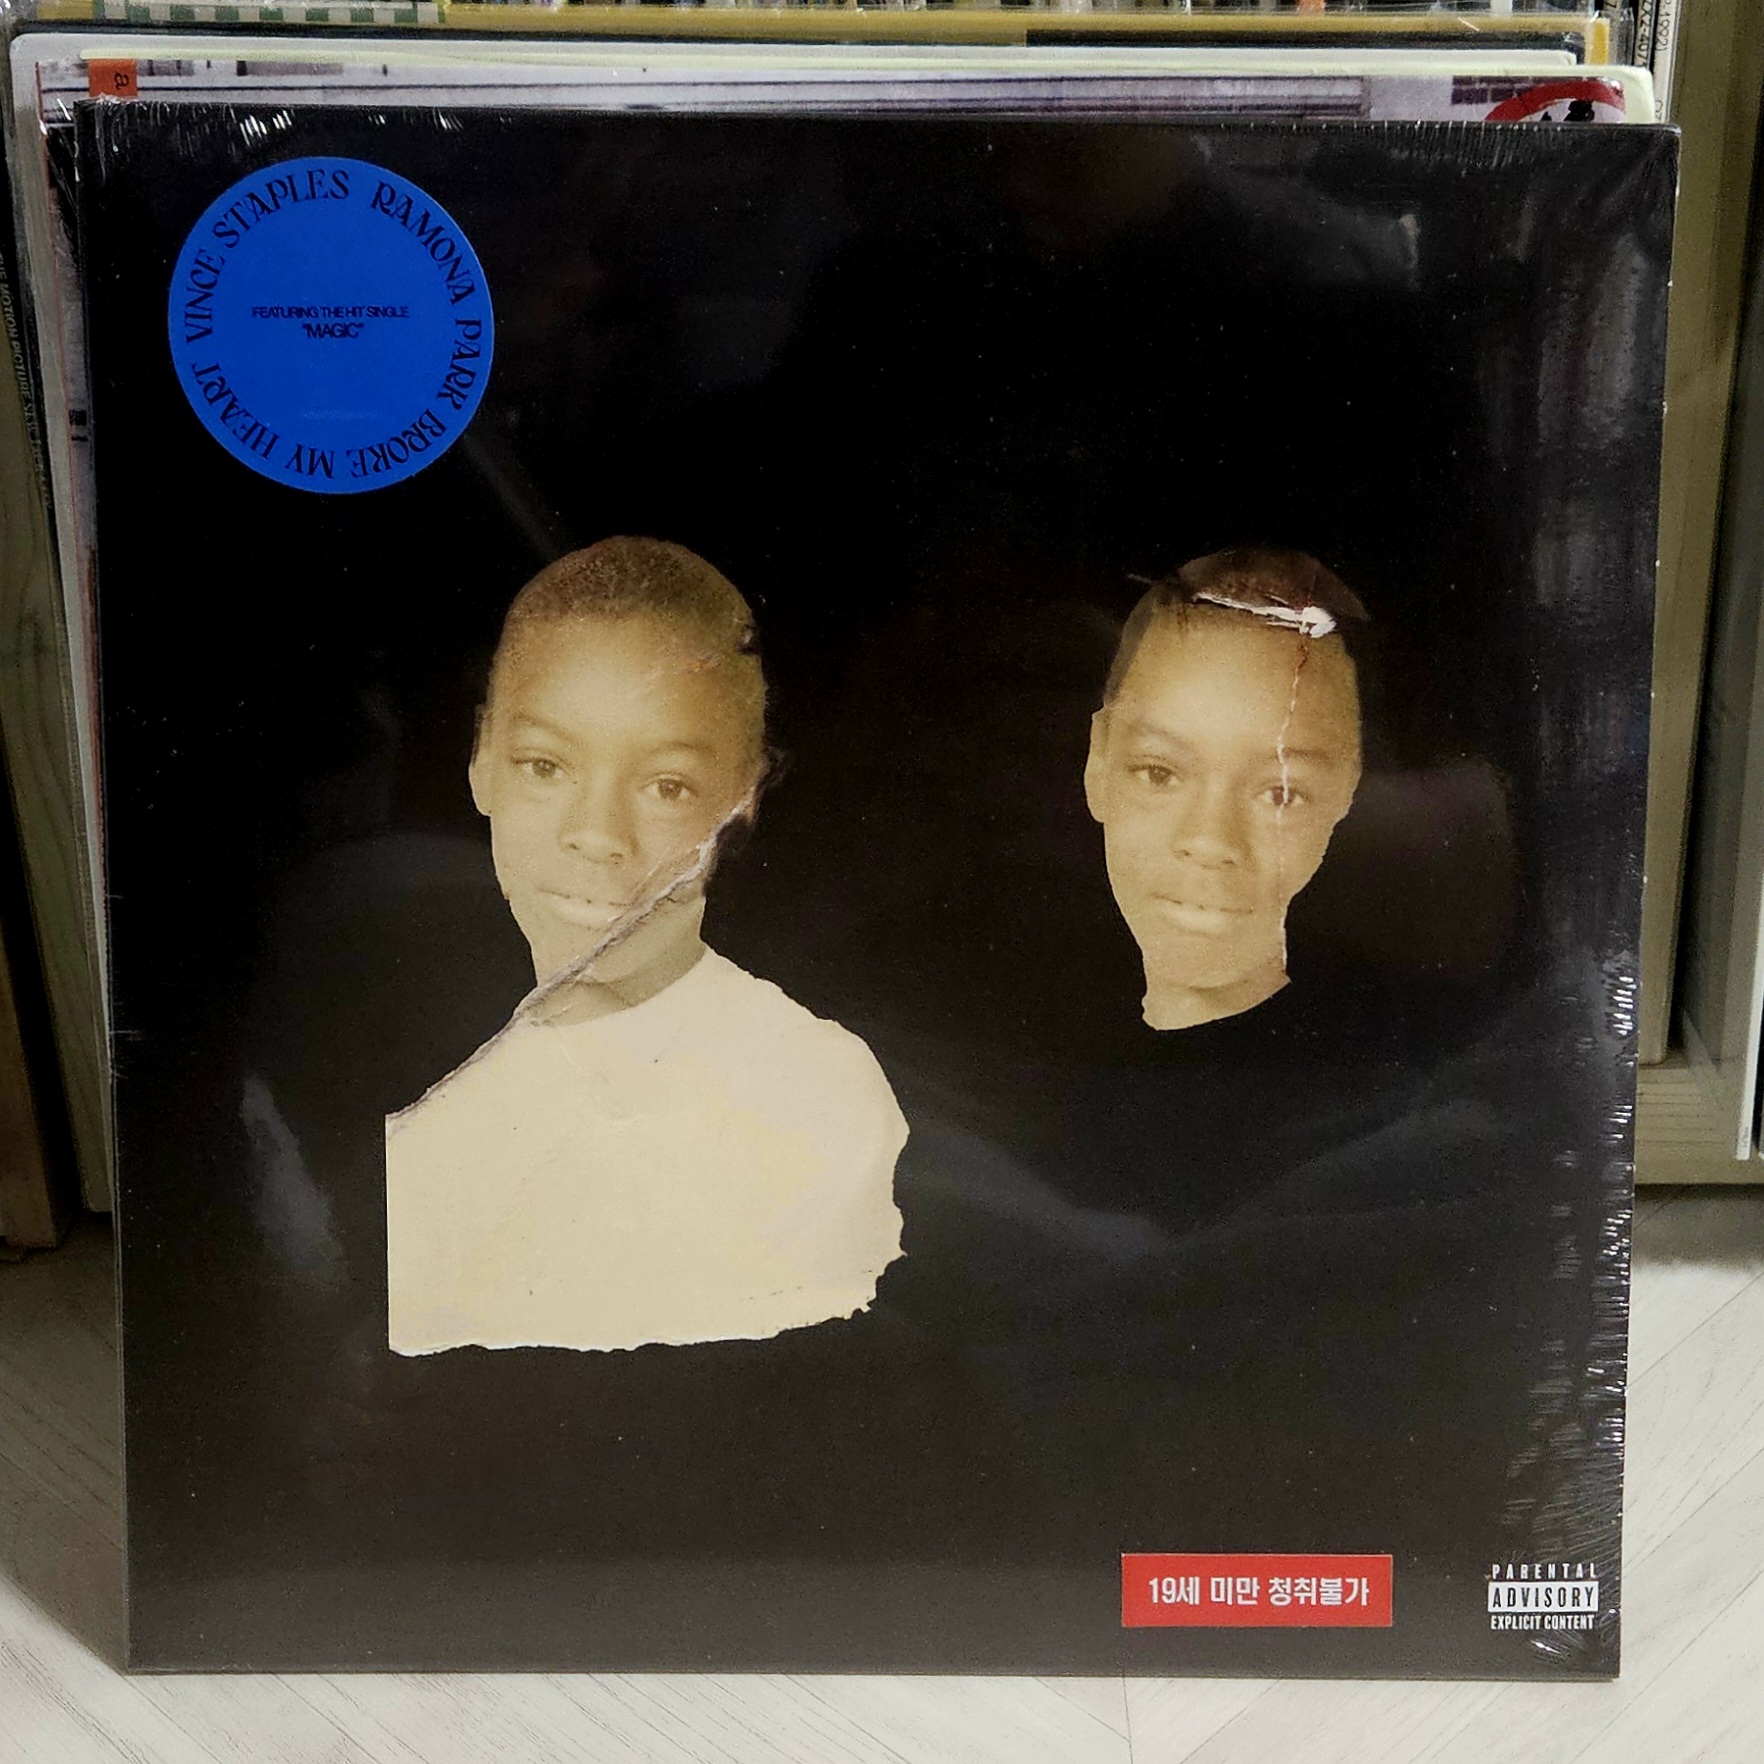 VINCE STAPLES RAMONA PARK BROKE MY HEART
FEATURING THE HIT SINGLE
"MAGIC"
19세 미만 청취불가
PARENTAL
ADVISORY
EXPLICIT CONTENT
a